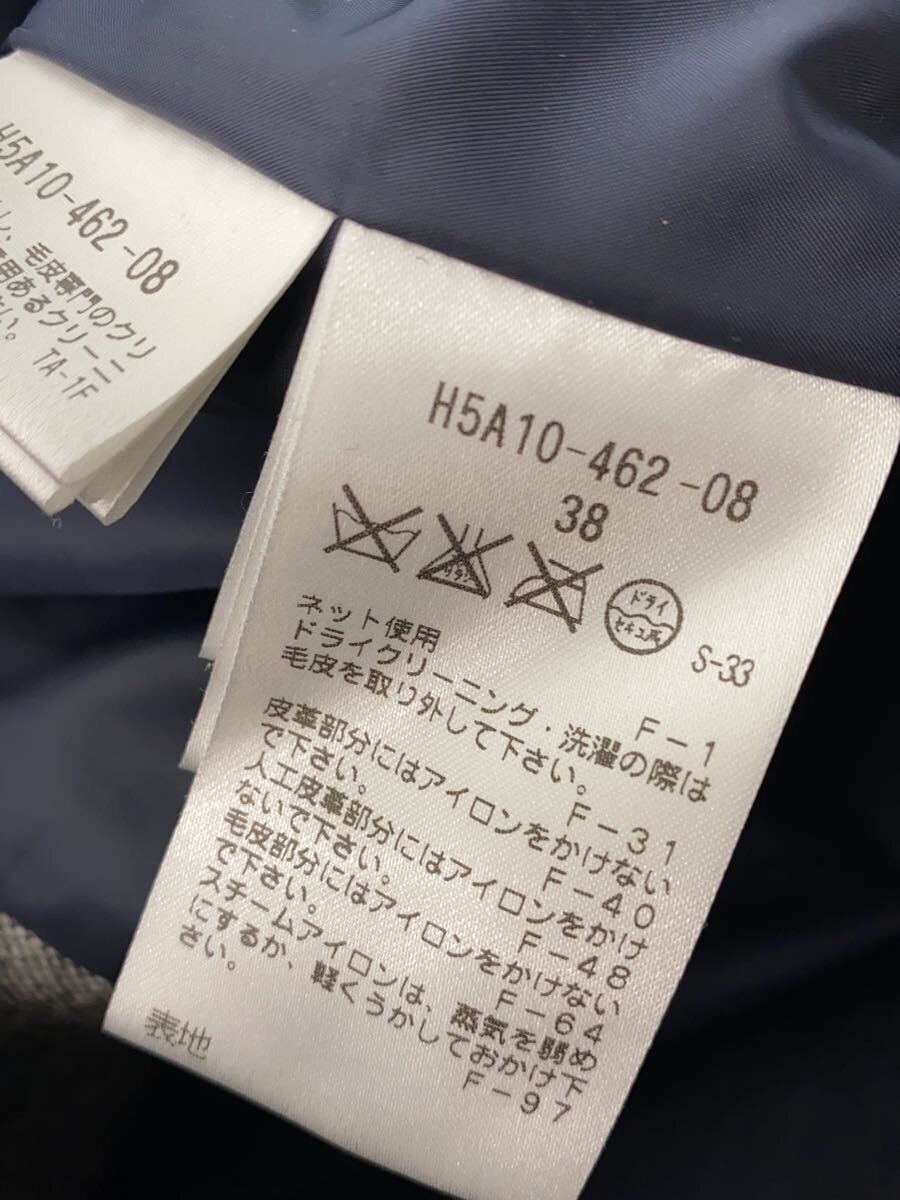 H5A10-462-08
い、毛皮専門のクリ
用あるクリーニ
さい。 TA-1F
H5A10-462-08
38
ドライ
セキユ系
S-33
ネット使用 F-1
ドライクリーニング・洗濯の際は
毛皮を取り外して下さい。 F-31
皮革部分にはアイロンをかけない
で下さい。 F-40
人工皮革部分にはアイロンをかけ
ないで下さい。 F-48
毛皮部分にはアイロンをかけない
で下さい。 F-64
スチームアイロンは、蒸気を弱め
にするか、軽くうかしておかけ下
さい。 F-97
表地